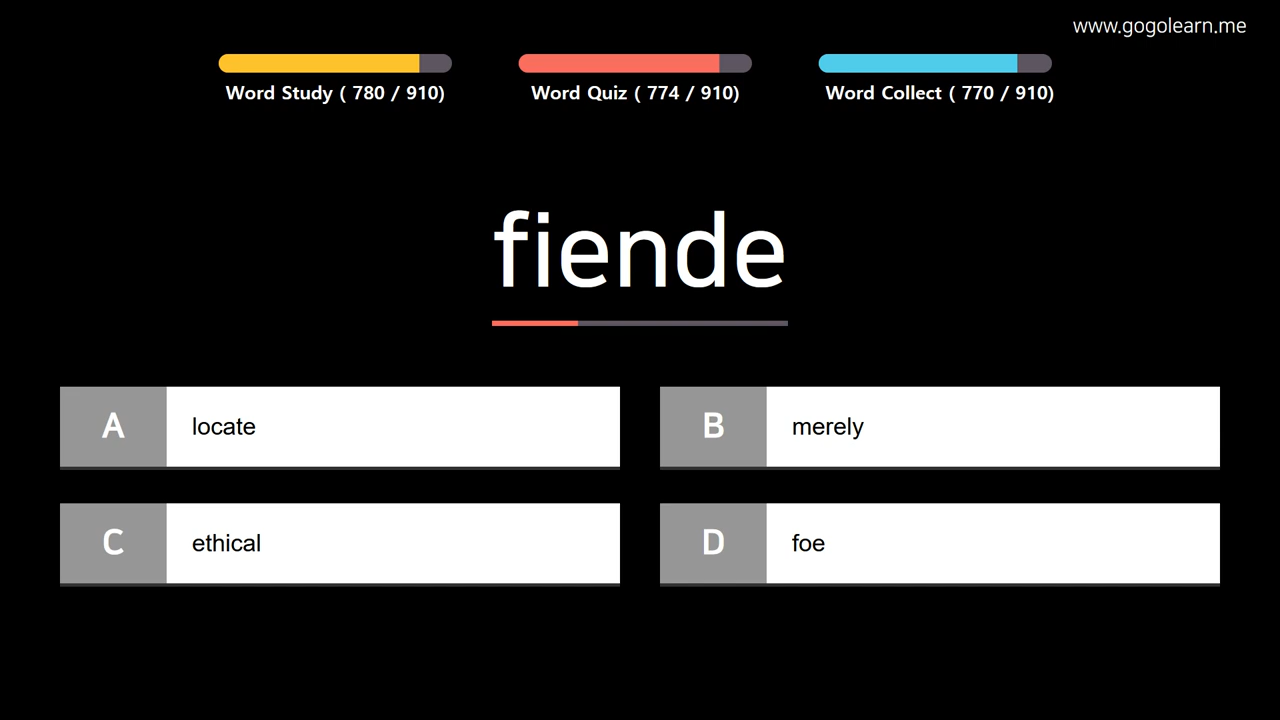 www.gogolearn.me
Word Study ( 780 / 910)
Word Quiz ( 774 / 910)
Word Collect ( 770 / 910)
fiende
A locate
B merely
C ethical
D foe